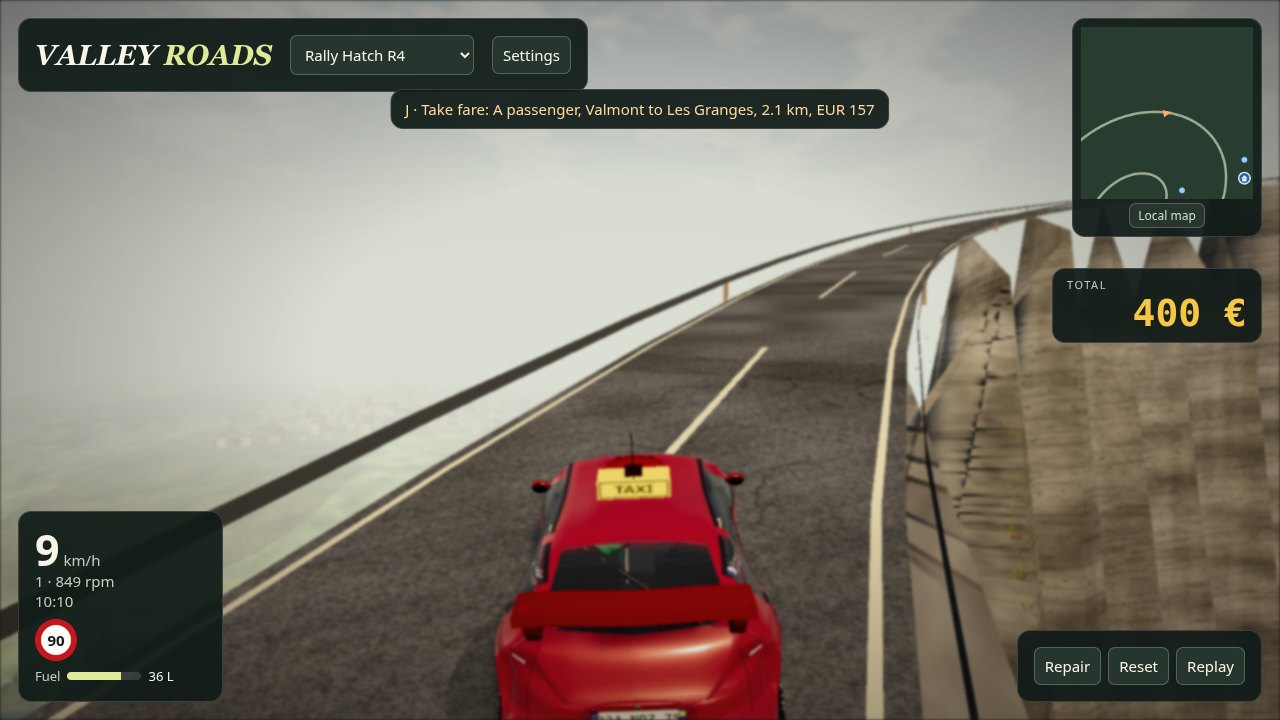 VALLEY ROADS
Rally Hatch R4
Settings
J · Take fare: A passenger, Valmont to Les Granges, 2.1 km, EUR 157
Local map
TOTAL
400 €
TAXI
9 km/h
1 · 849 rpm
10:10
90
Fuel 36 L
Repair
Reset
Replay